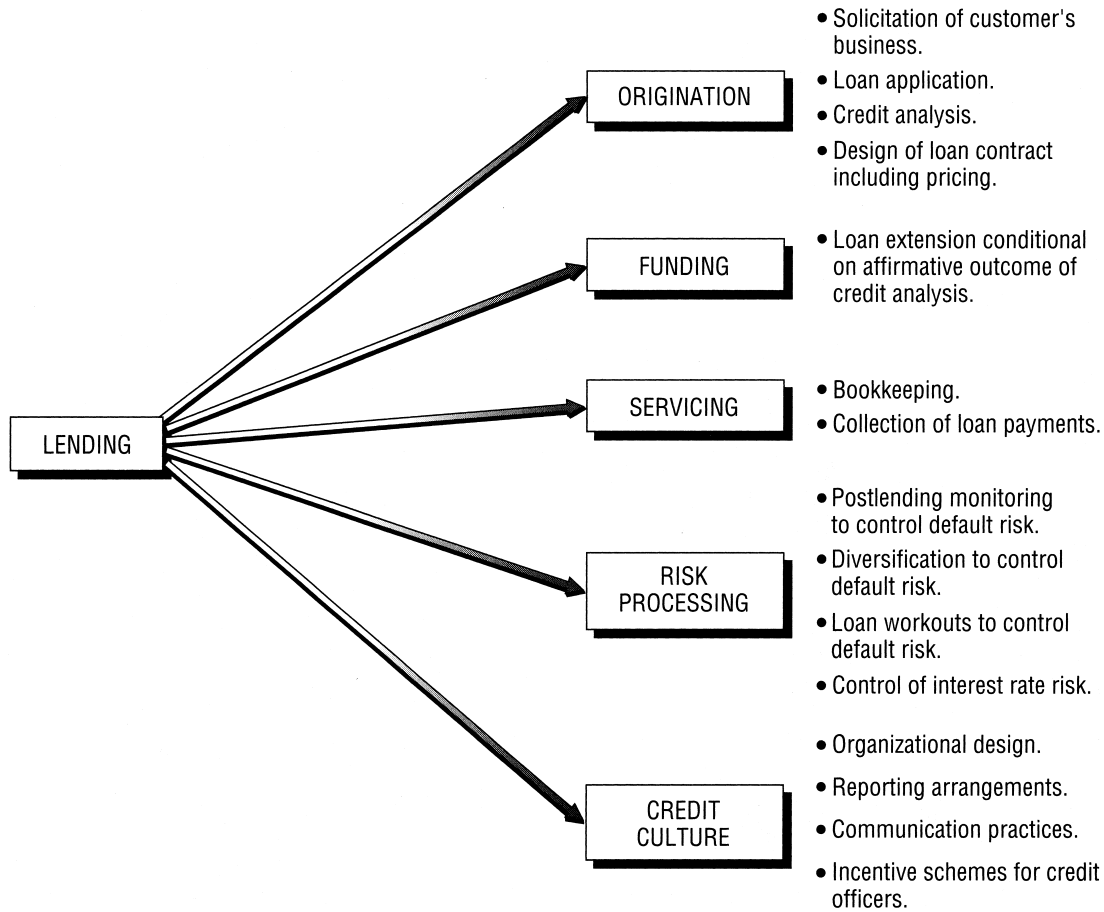 LENDING
ORIGINATION
• Solicitation of customer's
business.
• Loan application.
• Credit analysis.
• Design of loan contract
including pricing.
FUNDING
• Loan extension conditional
on affirmative outcome of
credit analysis.
SERVICING
• Bookkeeping.
• Collection of loan payments.
RISK
PROCESSING
• Postlending monitoring
to control default risk.
• Diversification to control
default risk.
• Loan workouts to control
default risk.
• Control of interest rate risk.
CREDIT
CULTURE
• Organizational design.
• Reporting arrangements.
• Communication practices.
• Incentive schemes for credit
officers.